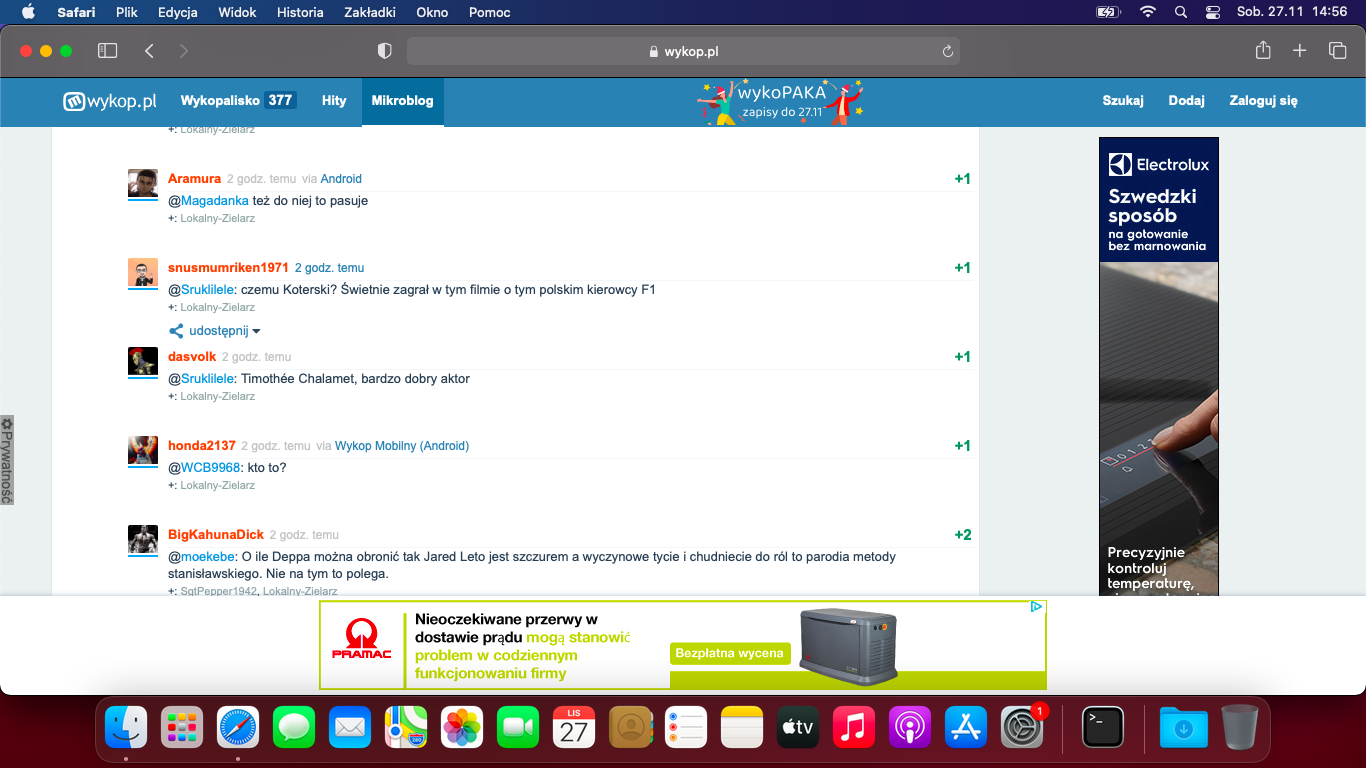 Safari Plik Edycja Widok Historia Zakładki Okno Pomoc Sob. 27.11 14:56
wykop.pl
wykop.pl Wykopalisko 377 Hity Mikroblog wykoPAKA Szukaj Dodaj Zaloguj się
zapisy do 27.11
+: Lokalny-Zielarz
Aramura 2 godz. temu via Android +1
@Magadanka też do niej to pasuje
+: Lokalny-Zielarz
snusmumriken1971 2 godz. temu +1
@Sruklilele: czemu Koterski? Świetnie zagrał w tym filmie o tym polskim kierowcy F1
+: Lokalny-Zielarz
udostępnij
dasvolk 2 godz. temu +1
@Sruklilele: Timothée Chalamet, bardzo dobry aktor
+: Lokalny-Zielarz
honda2137 2 godz. temu via Wykop Mobilny (Android) +1
@WCB9968: kto to?
+: Lokalny-Zielarz
BigKahunaDick 2 godz. temu +2
@moekebe: O ile Deppa można obronić tak Jared Leto jest szczurem a wyczynowe tycie i chudniecie do ról to parodia metody
stanisławskiego. Nie na tym to polega.
+: SgtPepper1942, Lokalny-Zielarz
Prywatność
Electrolux
Szwedzki
sposób
na gotowanie
bez marnowania
Precyzyjnie
kontroluj
temperaturę,
PRAMAC
Nieoczekiwane przerwy w
dostawie prądu mogą stanowić
problem w codziennym
funkcjonowaniu firmy
Bezpłatna wycena
LIS
27
280
tv
1
>_